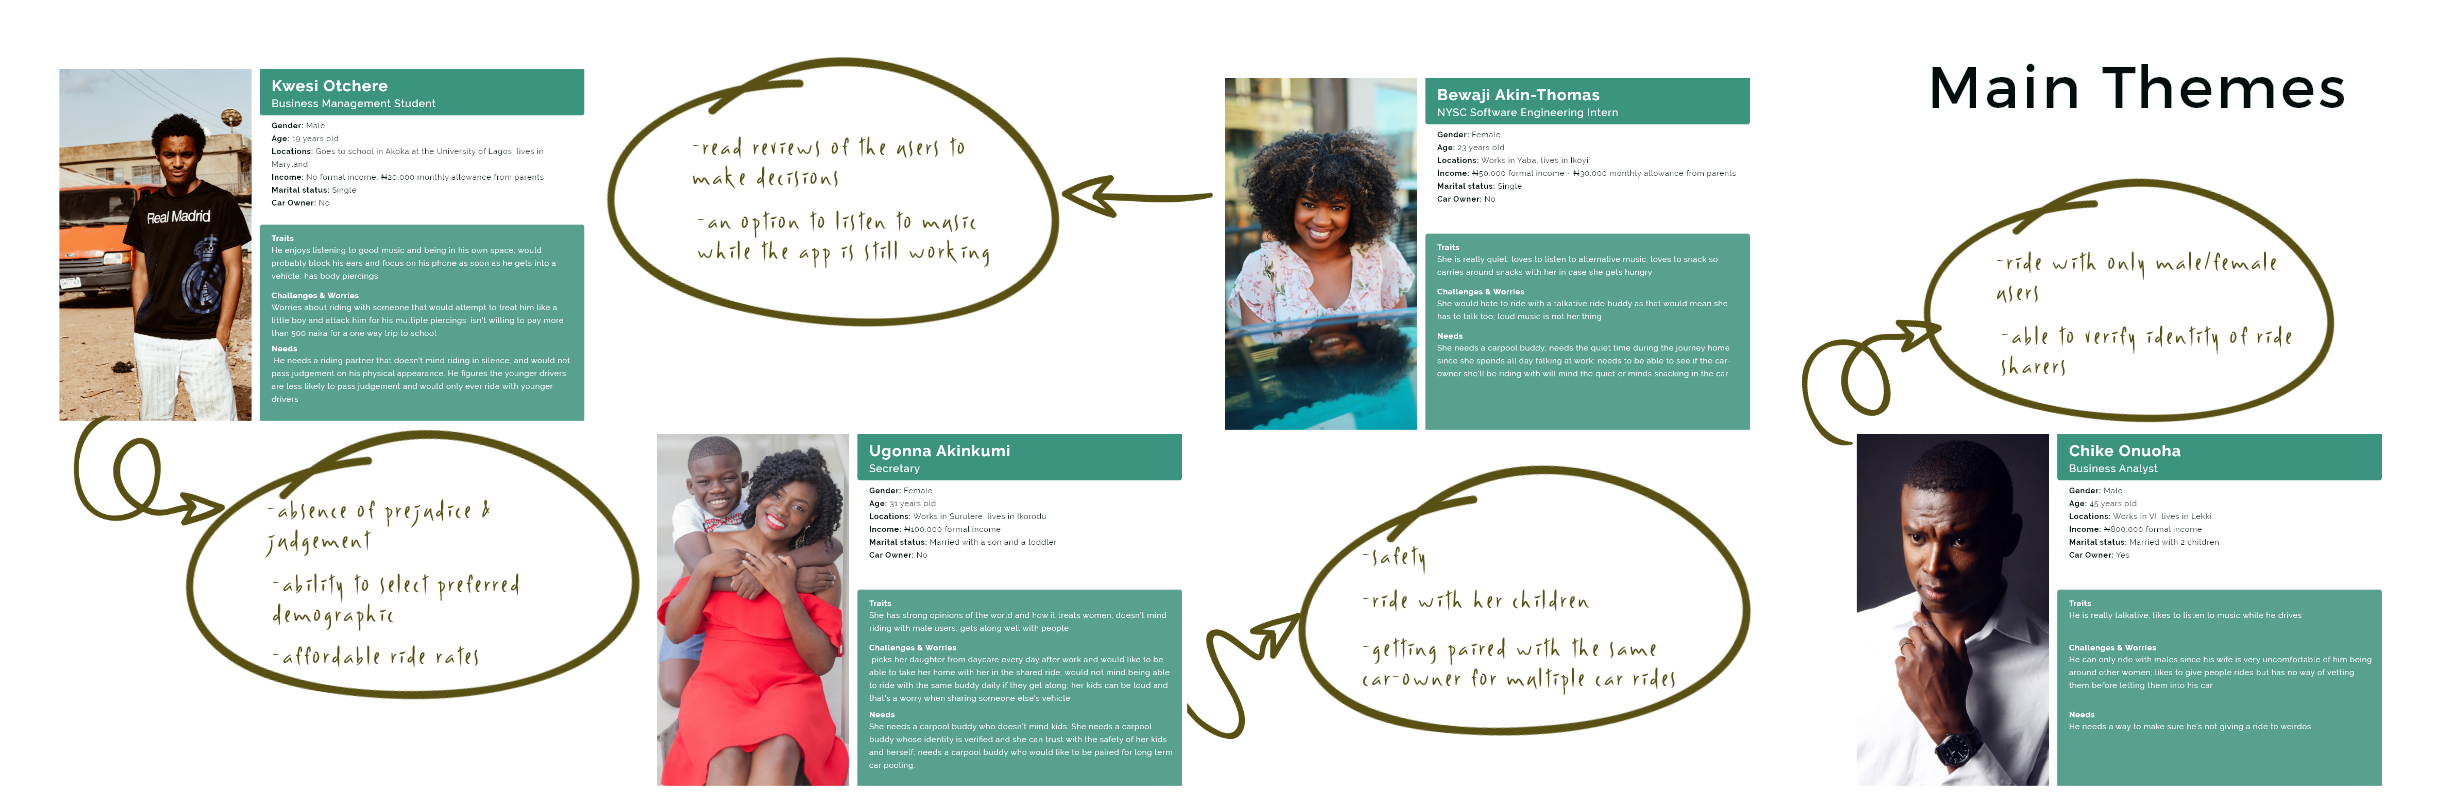 Main Themes
Kwesi Otchere
Business Management Student
Gender: Male
Age: 19 years old
Locations: Goes to school in Akoka at the University of Lagos, lives in
Maryland
Income: No formal income, ₦20,000 monthly allowance from parents
Marital status: Single
Car Owner: No
Real Madrid
Traits
He enjoys listening to good music and being in his own space; would
probably block his ears and focus on his phone as soon as he gets into a
vehicle; has body piercings
Challenges & Worries
Worries about riding with someone that would attempt to treat him like a
little boy and attack him for his multiple piercings; isn't willing to pay more
than 500 naira for a one way trip to school
Needs
He needs a riding partner that doesn't mind riding in silence, and would not
pass judgement on his physical appearance. He figures the younger drivers
are less likely to pass judgement and would only ever ride with younger
drivers
-absence of prejudice &
judgement
-ability to select preferred
demographic
-affordable ride rates
-read reviews of the users to
make decisions
-an option to listen to music
while the app is still working
Bewaji Akin-Thomas
NYSC Software Engineering Intern
Gender: Female
Age: 23 years old
Locations: Works in Yaba, lives in Ikoyi
Income: ₦50,000 formal income + ₦30,000 monthly allowance from parents
Marital status: Single
Car Owner: No
Traits
She is really quiet, loves to listen to alternative music, loves to snack so
carries around snacks with her in case she gets hungry
Challenges & Worries
She would hate to ride with a talkative ride buddy as that would mean she
has to talk too; loud music is not her thing
Needs
She needs a carpool buddy; needs the quiet time during the journey home
since she spends all day talking at work; needs to be able to see if the car-
owner she'll be riding with will mind the quiet or minds snacking in the car
Ugonna Akinkumi
Secretary
Gender: Female
Age: 31 years old
Locations: Works in Surulere, lives in Ikorodu
Income: ₦100,000 formal income
Marital status: Married with a son and a toddler
Car Owner: No
Traits
She has strong opinions of the world and how it treats women, doesn't mind
riding with male users, gets along well with people
Challenges & Worries
picks her daughter from daycare every day after work and would like to be
able to take her home with her in the shared ride; would not mind being able
to ride with the same buddy daily if they get along; her kids can be loud and
that's a worry when sharing someone else's vehicle
Needs
She needs a carpool buddy who doesn't mind kids. She needs a carpool
buddy whose identity is verified and she can trust with the safety of her kids
and herself; needs a carpool buddy who would like to be paired for long term
car pooling.
-safety
-ride with her children
-getting paired with the same
car-owner for multiple car rides
-ride with only male/female
users
-able to verify identity of ride
sharers
Chike Onuoha
Business Analyst
Gender: Male
Age: 45 years old
Locations: Works in VI, lives in Lekki
Income: ₦800,000 formal income
Marital status: Married with 2 children
Car Owner: Yes
Traits
He is really talkative, likes to listen to music while he drives
Challenges & Worries
He can only ride with males since his wife is very uncomfortable of him being
around other women; likes to give people rides but has no way of vetting
them before letting them into his car
Needs
He needs a way to make sure he's not giving a ride to weirdos